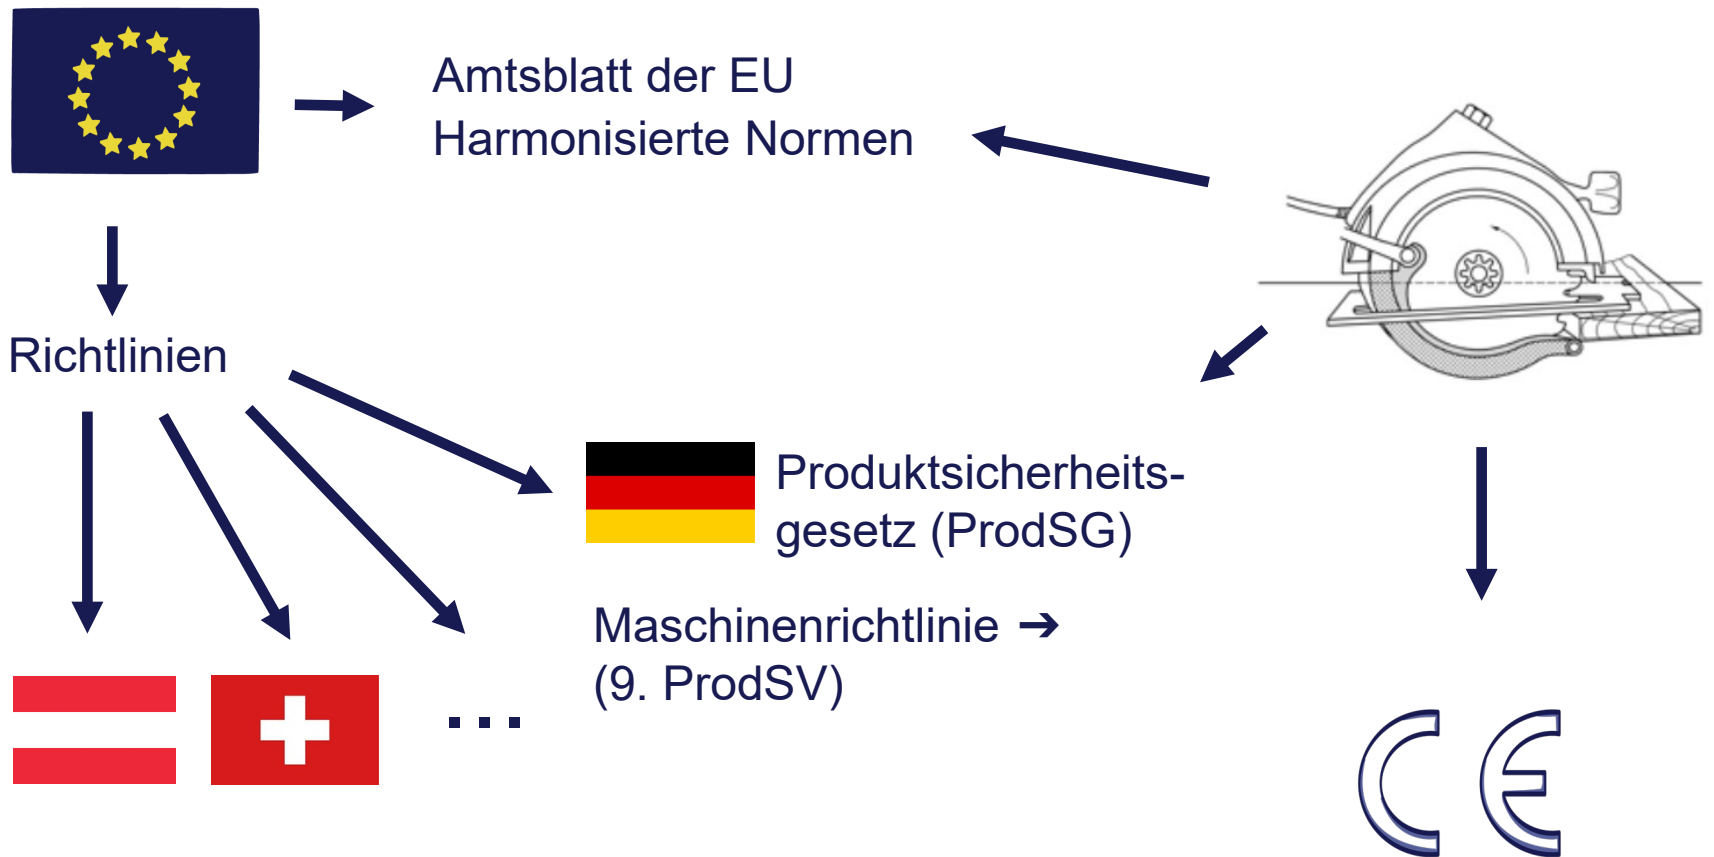 Amtsblatt der EU
Harmonisierte Normen
Richtlinien
Produktsicherheits-
gesetz (ProdSG)
Maschinenrichtlinie ➔
(9. ProdSV)
...
CE